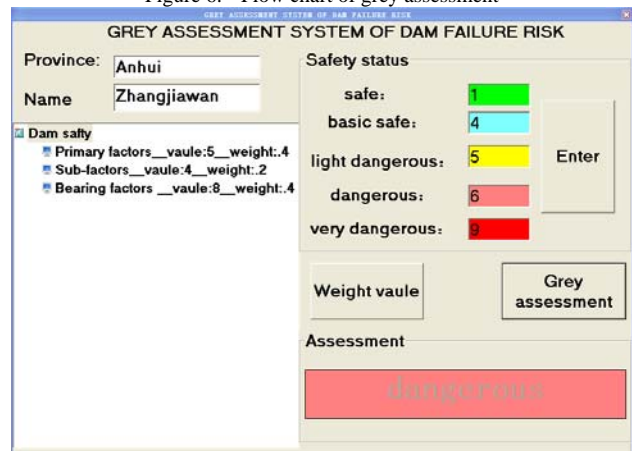 Figure 6. Flow chart of grey assessment
GREY ASSESSMENT SYSTEM OF DAM FAILURE RISK
GREY ASSESSMENT SYSTEM OF DAM FAILURE RISK
Province: Anhui
Name Zhangjiawan
Dam safty
Primary factors__vaule:5__weight:.4
Sub-factors__vaule:4__weight:.2
Bearing factors __vaule:8__weight:.4
Safety status
safe: 1
basic safe: 4
light dangerous: 5
dangerous: 6
very dangerous: 9
Enter
Weight vaule
Grey
assessment
Assessment
dangerous